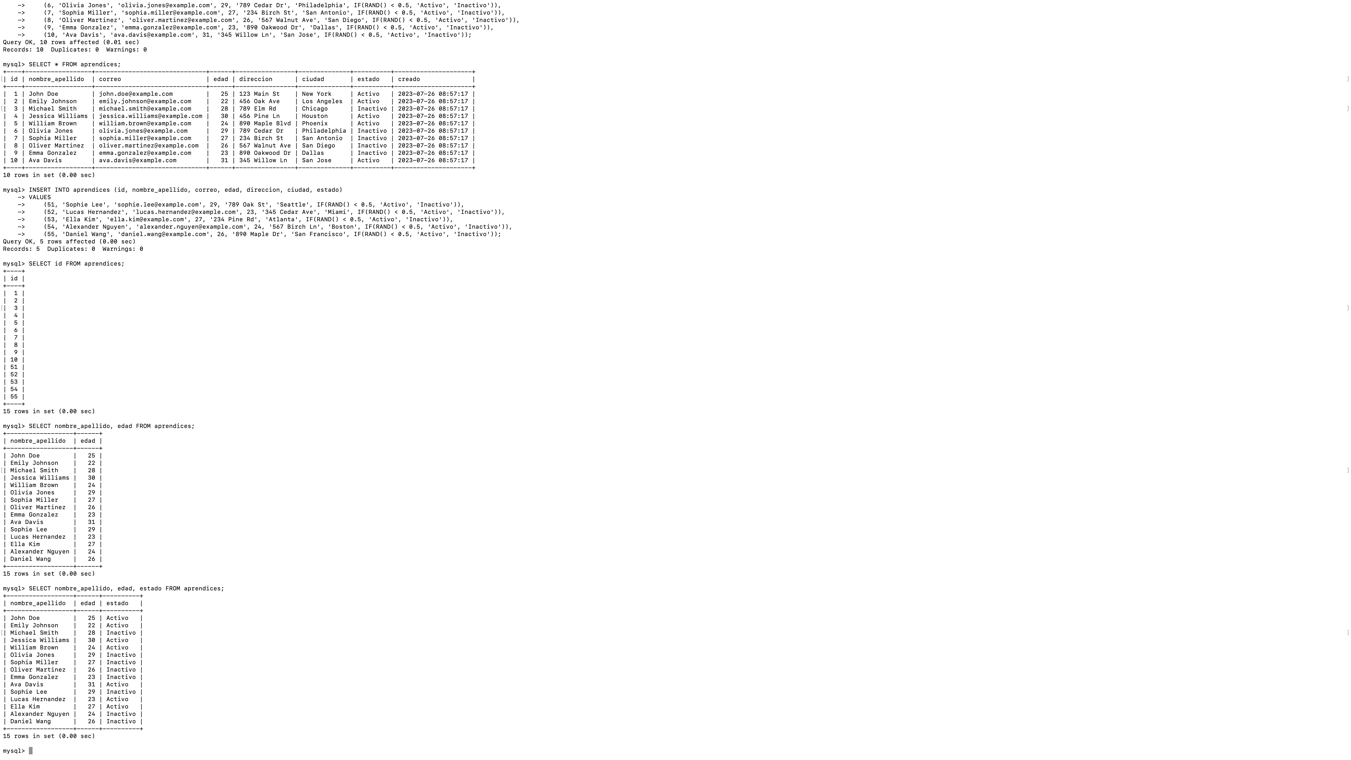 ->     (6, 'Olivia Jones', 'olivia.jones@example.com', 29, '789 Cedar Dr', 'Philadelphia', IF(RAND() < 0.5, 'Activo', 'Inactivo')),
    ->     (7, 'Sophia Miller', 'sophia.miller@example.com', 27, '234 Birch St', 'San Antonio', IF(RAND() < 0.5, 'Activo', 'Inactivo')),
    ->     (8, 'Oliver Martinez', 'oliver.martinez@example.com', 26, '567 Walnut Ave', 'San Diego', IF(RAND() < 0.5, 'Activo', 'Inactivo')),
    ->     (9, 'Emma Gonzalez', 'emma.gonzalez@example.com', 23, '890 Oakwood Dr', 'Dallas', IF(RAND() < 0.5, 'Activo', 'Inactivo')),
    ->     (10, 'Ava Davis', 'ava.davis@example.com', 31, '345 Willow Ln', 'San Jose', IF(RAND() < 0.5, 'Activo', 'Inactivo'));
Query OK, 10 rows affected (0.01 sec)
Records: 10  Duplicates: 0  Warnings: 0
mysql> SELECT * FROM aprendices;
| id | nombre_apellido | correo | edad | direccion | ciudad | estado | creado |
| 1 | John Doe | john.doe@example.com | 25 | 123 Main St | New York | Activo | 2023-07-26 08:57:17 |
| 2 | Emily Johnson | emily.johnson@example.com | 22 | 456 Oak Ave | Los Angeles | Activo | 2023-07-26 08:57:17 |
| 3 | Michael Smith | michael.smith@example.com | 28 | 789 Elm Rd | Chicago | Inactivo | 2023-07-26 08:57:17 |
| 4 | Jessica Williams | jessica.williams@example.com | 30 | 456 Pine Ln | Houston | Activo | 2023-07-26 08:57:17 |
| 5 | William Brown | william.brown@example.com | 24 | 890 Maple Blvd | Phoenix | Activo | 2023-07-26 08:57:17 |
| 6 | Olivia Jones | olivia.jones@example.com | 29 | 789 Cedar Dr | Philadelphia | Inactivo | 2023-07-26 08:57:17 |
| 7 | Sophia Miller | sophia.miller@example.com | 27 | 234 Birch St | San Antonio | Inactivo | 2023-07-26 08:57:17 |
| 8 | Oliver Martinez | oliver.martinez@example.com | 26 | 567 Walnut Ave | San Diego | Inactivo | 2023-07-26 08:57:17 |
| 9 | Emma Gonzalez | emma.gonzalez@example.com | 23 | 890 Oakwood Dr | Dallas | Inactivo | 2023-07-26 08:57:17 |
| 10 | Ava Davis | ava.davis@example.com | 31 | 345 Willow Ln | San Jose | Activo | 2023-07-26 08:57:17 |
10 rows in set (0.00 sec)
mysql> INSERT INTO aprendices (id, nombre_apellido, correo, edad, direccion, ciudad, estado)
    -> VALUES
    ->     (51, 'Sophie Lee', 'sophie.lee@example.com', 29, '789 Oak St', 'Seattle', IF(RAND() < 0.5, 'Activo', 'Inactivo')),
    ->     (52, 'Lucas Hernandez', 'lucas.hernandez@example.com', 23, '345 Cedar Ave', 'Miami', IF(RAND() < 0.5, 'Activo', 'Inactivo')),
    ->     (53, 'Ella Kim', 'ella.kim@example.com', 27, '234 Pine Rd', 'Atlanta', IF(RAND() < 0.5, 'Activo', 'Inactivo')),
    ->     (54, 'Alexander Nguyen', 'alexander.nguyen@example.com', 24, '567 Birch Ln', 'Boston', IF(RAND() < 0.5, 'Activo', 'Inactivo')),
    ->     (55, 'Daniel Wang', 'daniel.wang@example.com', 26, '890 Maple Dr', 'San Francisco', IF(RAND() < 0.5, 'Activo', 'Inactivo'));
Query OK, 5 rows affected (0.00 sec)
Records: 5  Duplicates: 0  Warnings: 0
mysql> SELECT id FROM aprendices;
| id |
| 1 |
| 2 |
| 3 |
| 4 |
| 5 |
| 6 |
| 7 |
| 8 |
| 9 |
| 10 |
| 51 |
| 52 |
| 53 |
| 54 |
| 55 |
15 rows in set (0.00 sec)
mysql> SELECT nombre_apellido, edad FROM aprendices;
| nombre_apellido | edad |
| John Doe | 25 |
| Emily Johnson | 22 |
| Michael Smith | 28 |
| Jessica Williams | 30 |
| William Brown | 24 |
| Olivia Jones | 29 |
| Sophia Miller | 27 |
| Oliver Martinez | 26 |
| Emma Gonzalez | 23 |
| Ava Davis | 31 |
| Sophie Lee | 29 |
| Lucas Hernandez | 23 |
| Ella Kim | 27 |
| Alexander Nguyen | 24 |
| Daniel Wang | 26 |
15 rows in set (0.00 sec)
mysql> SELECT nombre_apellido, edad, estado FROM aprendices;
| nombre_apellido | edad | estado |
| John Doe | 25 | Activo |
| Emily Johnson | 22 | Activo |
| Michael Smith | 28 | Inactivo |
| Jessica Williams | 30 | Activo |
| William Brown | 24 | Activo |
| Olivia Jones | 29 | Inactivo |
| Sophia Miller | 27 | Inactivo |
| Oliver Martinez | 26 | Inactivo |
| Emma Gonzalez | 23 | Inactivo |
| Ava Davis | 31 | Activo |
| Sophie Lee | 29 | Inactivo |
| Lucas Hernandez | 23 | Activo |
| Ella Kim | 27 | Activo |
| Alexander Nguyen | 24 | Inactivo |
| Daniel Wang | 26 | Inactivo |
15 rows in set (0.00 sec)
mysql>